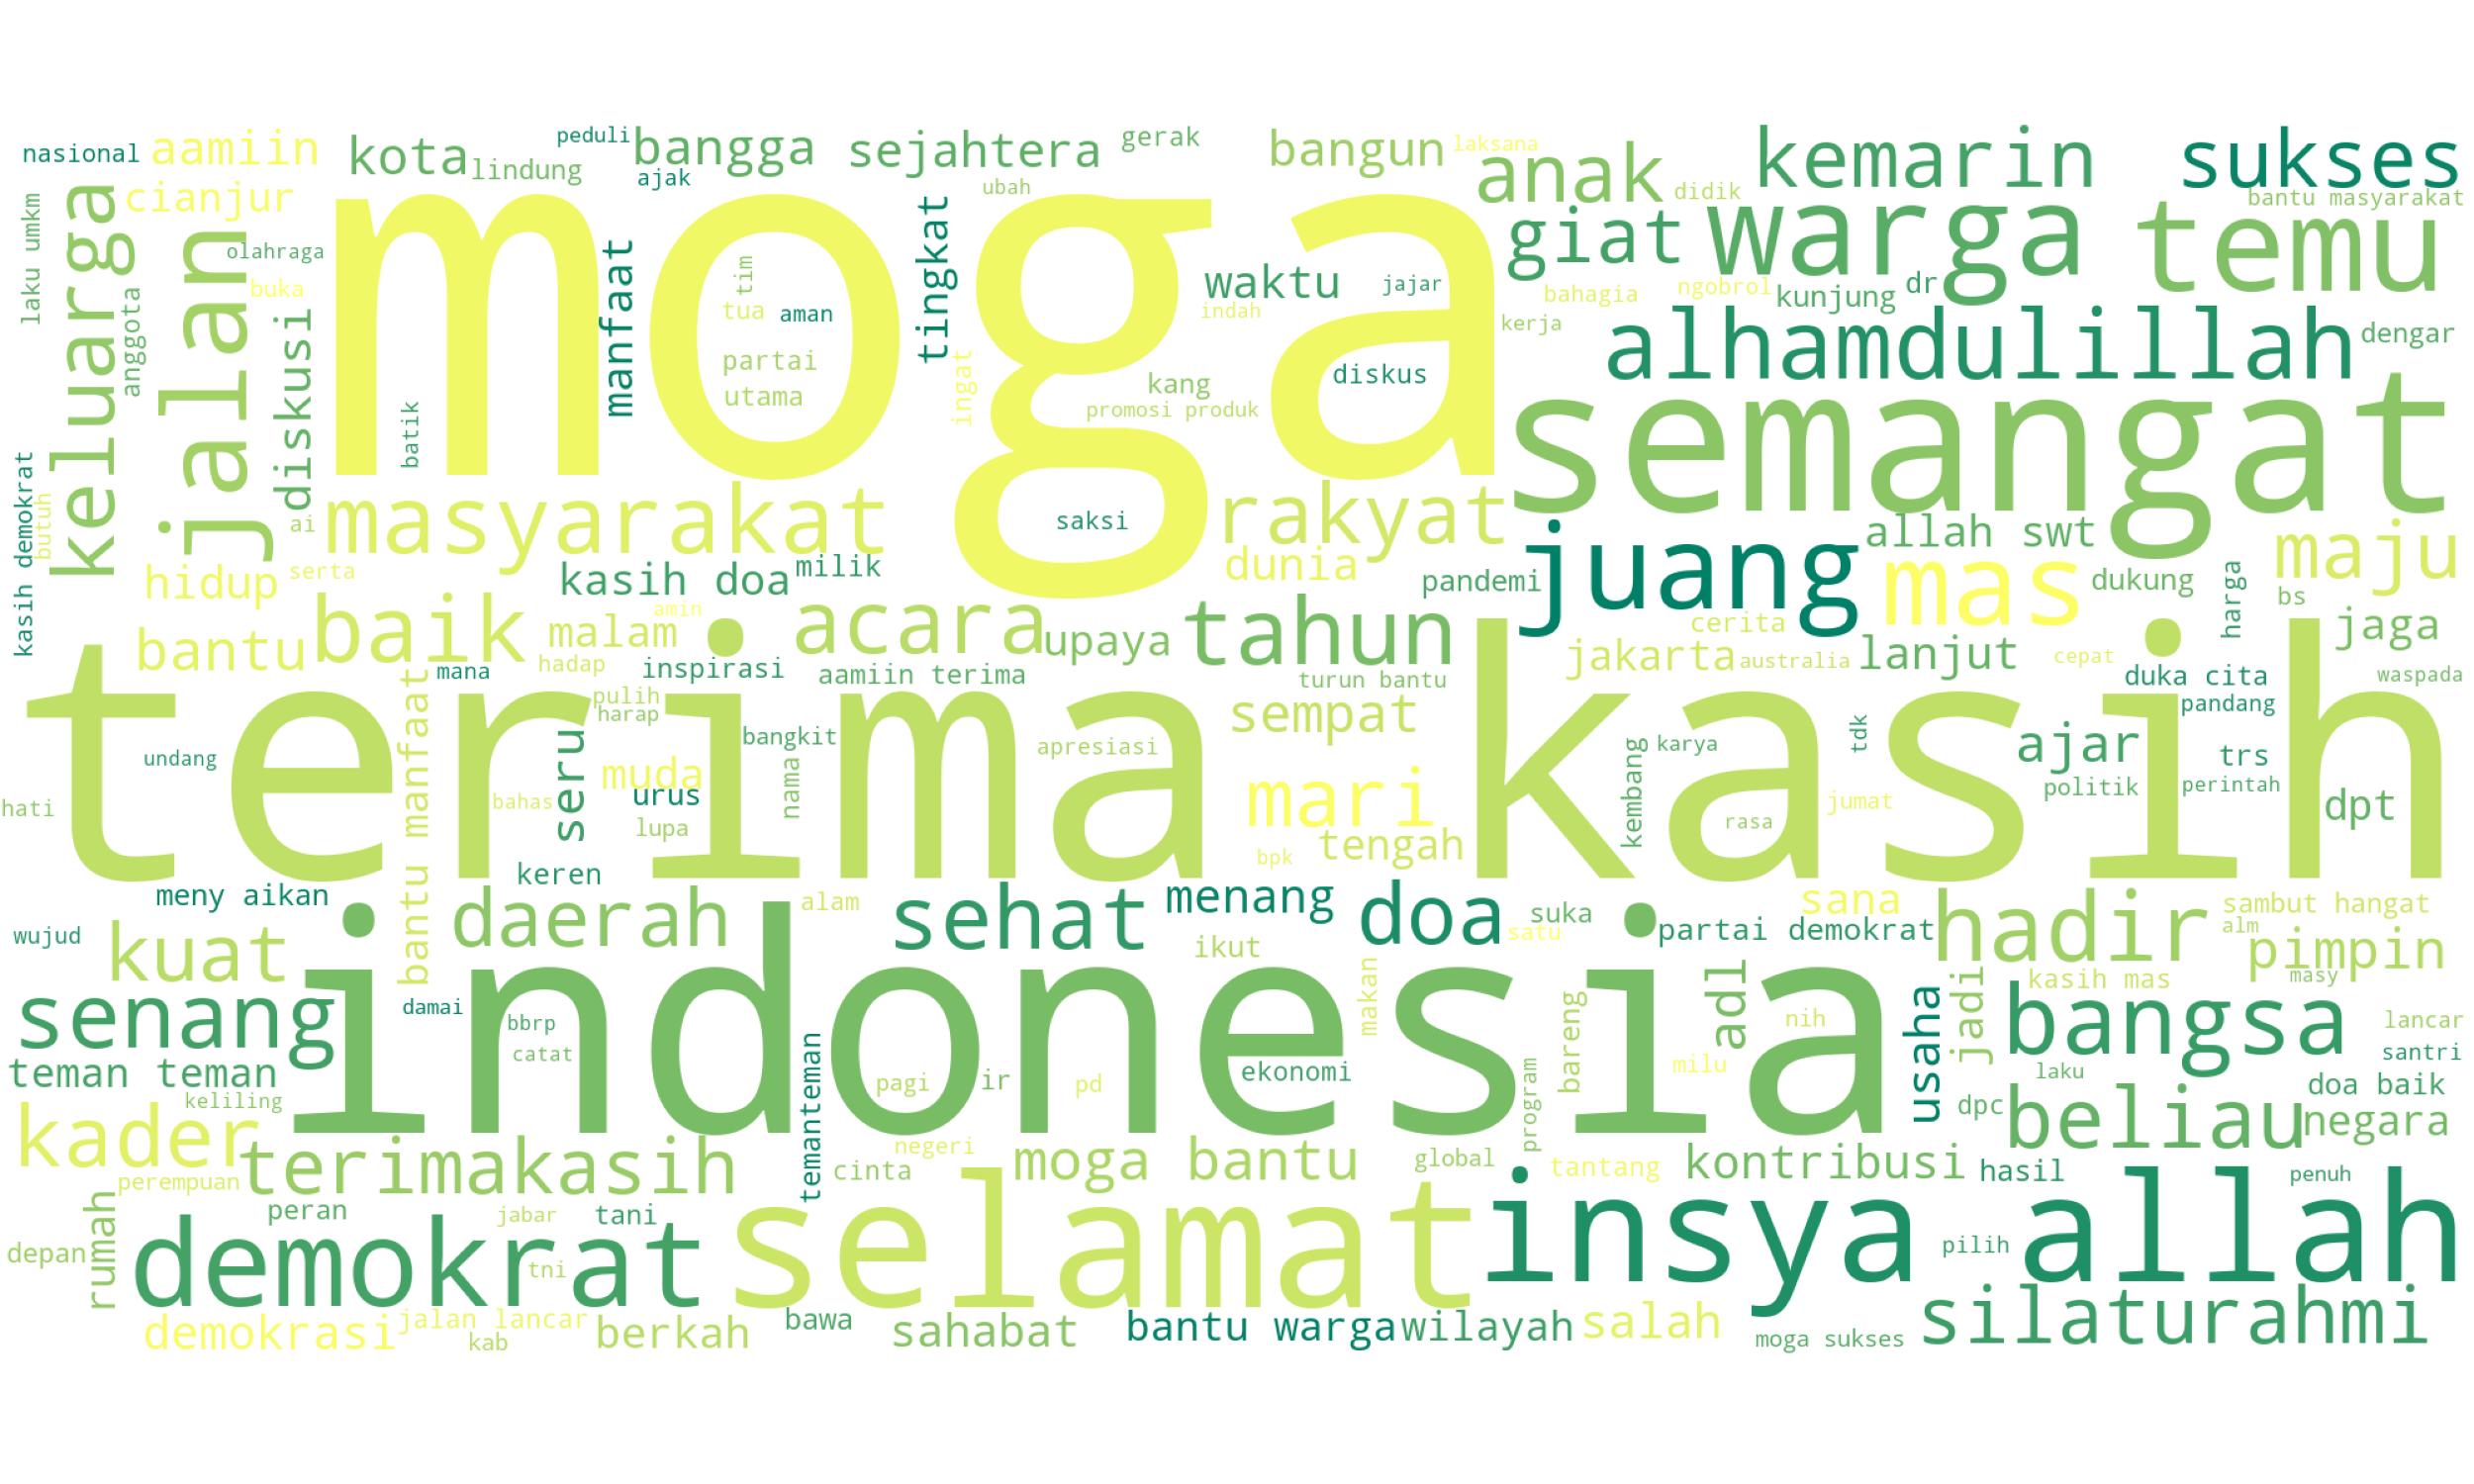 nasional
aamiin
kota
lindung
peduli
bangga
ajak
sejahtera
gerak
ubah
bangun
laksana
anak
didik
kemarin
sukses
bantu masyarakat
laku umkm
keluarga
cianjur
anggota
jalan
olahraga
buka
diskusi
moga
batik
manfaat
tim
tua
aman
partai
utama
tingkat
ingat
waktu
jajar
indah
kang
diskus
promosi produk
saksi
giat
warga
temu
bahagia
ngobrol
kunjung
dr
kerja
alhamdulillah
dengar
semangat
kasih demokrat
butuh
ai
masyarakat
rakyat
dunia
juang
allah swt
mas
maju
hidup
serta
kasih doa
milik
pandemi
dukung
harga
bs
bantu
baik
malam
amin
acara
upaya
tahun
cerita
jakarta
australia
lanjut
cepat
jaga
mana
hadap
inspirasi
aamiin terima
turun bantu
duka cita
waspada
pandang
terima kasih
undang
hati
bantu manfaat
pulih
harap
seru
bahas
muda
urus
lupa
bangkit
nama
apresiasi
sempat
mari
tengah
bpk
kembang
karya
rasa
tdk
jumat
ajar
politik
trs
perintah
dpt
meny aikan
keren
wujud
kuat
daerah
alam
sehat
menang
ikut
doa
satu
suka
partai demokrat
sana
hadir
sambut hangat
alm
pimpin
kasih mas
masy
senang
damai
indonesia
bbrp
catat
teman teman
keliling
temanteman
pagi
ir
pd
ekonomi
makan
bareng
program
adl
nih
milu
usaha
jadi
bangsa
lancar
santri
laku
doa baik
dpc
beliau
negara
kader
terimakasih
perempuan
negeri
cinta
moga bantu
global
tantang
kontribusi
hasil
penuh
rumah
peran
jabar
tani
depan
demokrat
tni
selamat
insya allah
pilih
demokrasi
jalan lancar
kab
berkah
bawa
sahabat
bantu warga
wilayah
salah
moga sukses
silaturahmi